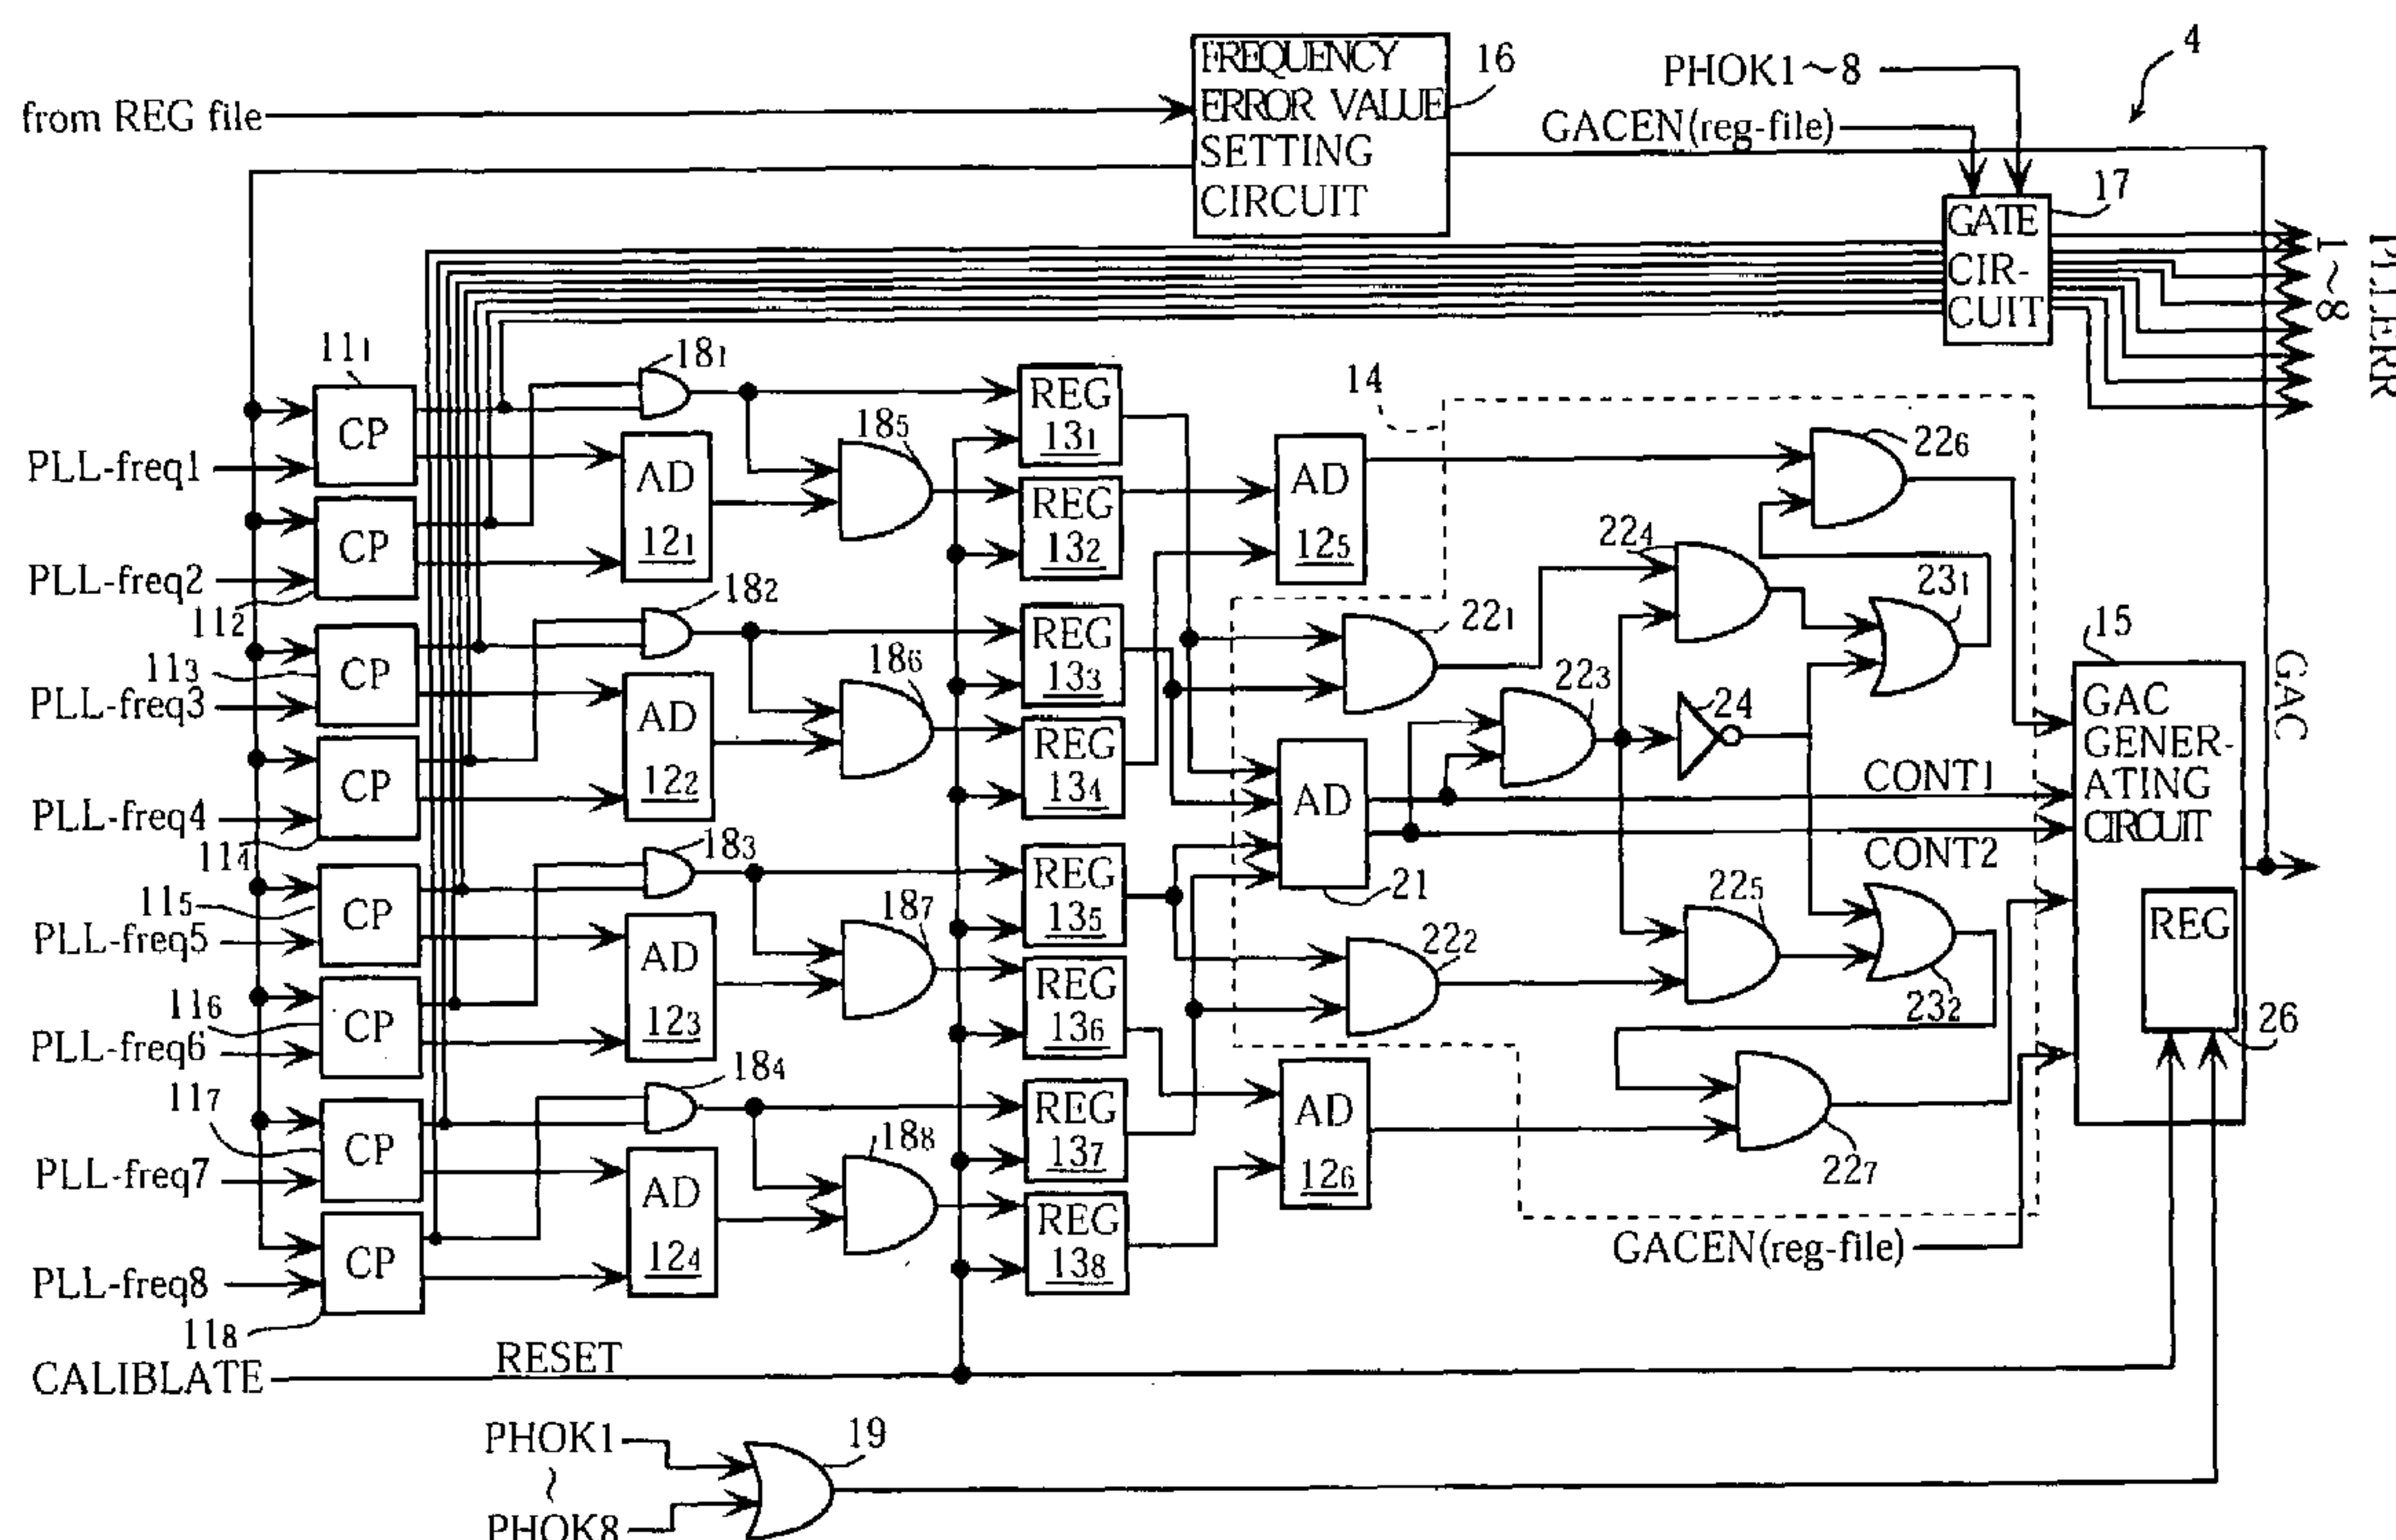 FREQUENCY
ERROR VALUE
SETTING
CIRCUIT
16
PHOK1~8
4
from REG file
GACEN(reg-file)
17
GATE
CIR-
CUIT
1~8
PLLERR
111
CP
PLL-freq1
181
REG
131
14
AD
121
185
CP
PLL-freq2
112
REG
132
AD
125
226
224
231
182
113
CP
PLL-freq3
REG
133
221
15
GAC
AD
122
186
223
24
GAC
GENER-
ATING
CIRCUIT
CP
PLL-freq4
114
REG
134
AD
21
CONT1
CONT2
183
115
CP
PLL-freq5
REG
135
225
REG
AD
123
187
222
232
26
116
CP
PLL-freq6
REG
136
184
117
CP
PLL-freq7
REG
137
AD
126
227
AD
124
188
CP
PLL-freq8
118
REG
138
GACEN(reg-file)
CALIBLATE
RESET
PHOK1
~
PHOK8
19